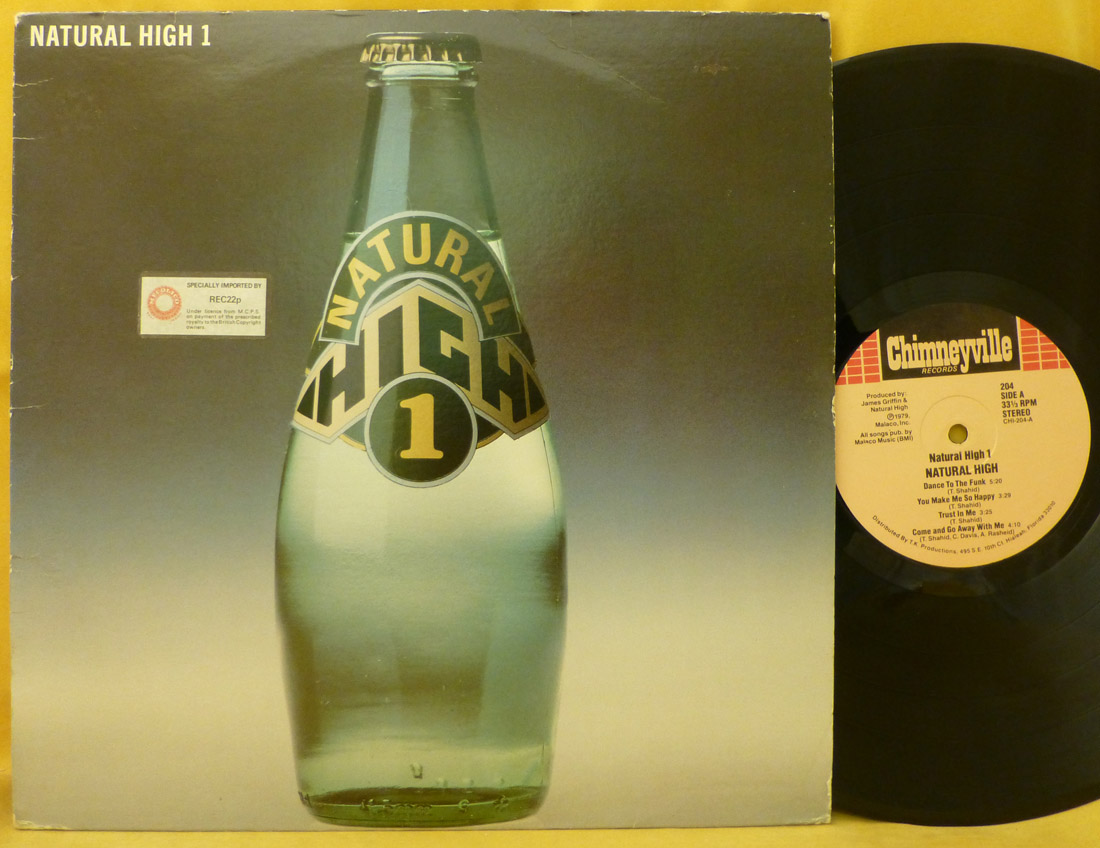 NATURAL HIGH 1
NATURAL
HIGH
1
MECOLICO
SPECIALLY IMPORTED BY
REC22p
Under licence from M.C.P.S.
on payment of the prescribed
royalty to the British Copyright
owners.
Chimneyville
RECORDS
Produced by:
James Griffin &
Natural High
Ⓟ1979,
Malaco, Inc.
All songs pub. by
Malaco Music (BMI)
204
SIDE A
33⅓ RPM
STEREO
CHI-204-A
Natural High 1
NATURAL HIGH
Dance To The Funk 5:20
(T. Shahid)
You Make Me So Happy 3:29
(T. Shahid)
Trust In Me 3:25
(T. Shahid)
Come and Go Away With Me 4:10
(T. Shahid, C. Davis, A. Rasheid)
Distributed By T.K. Productions, 495 S.E. 10th Ct. Hialeah, Florida 33010